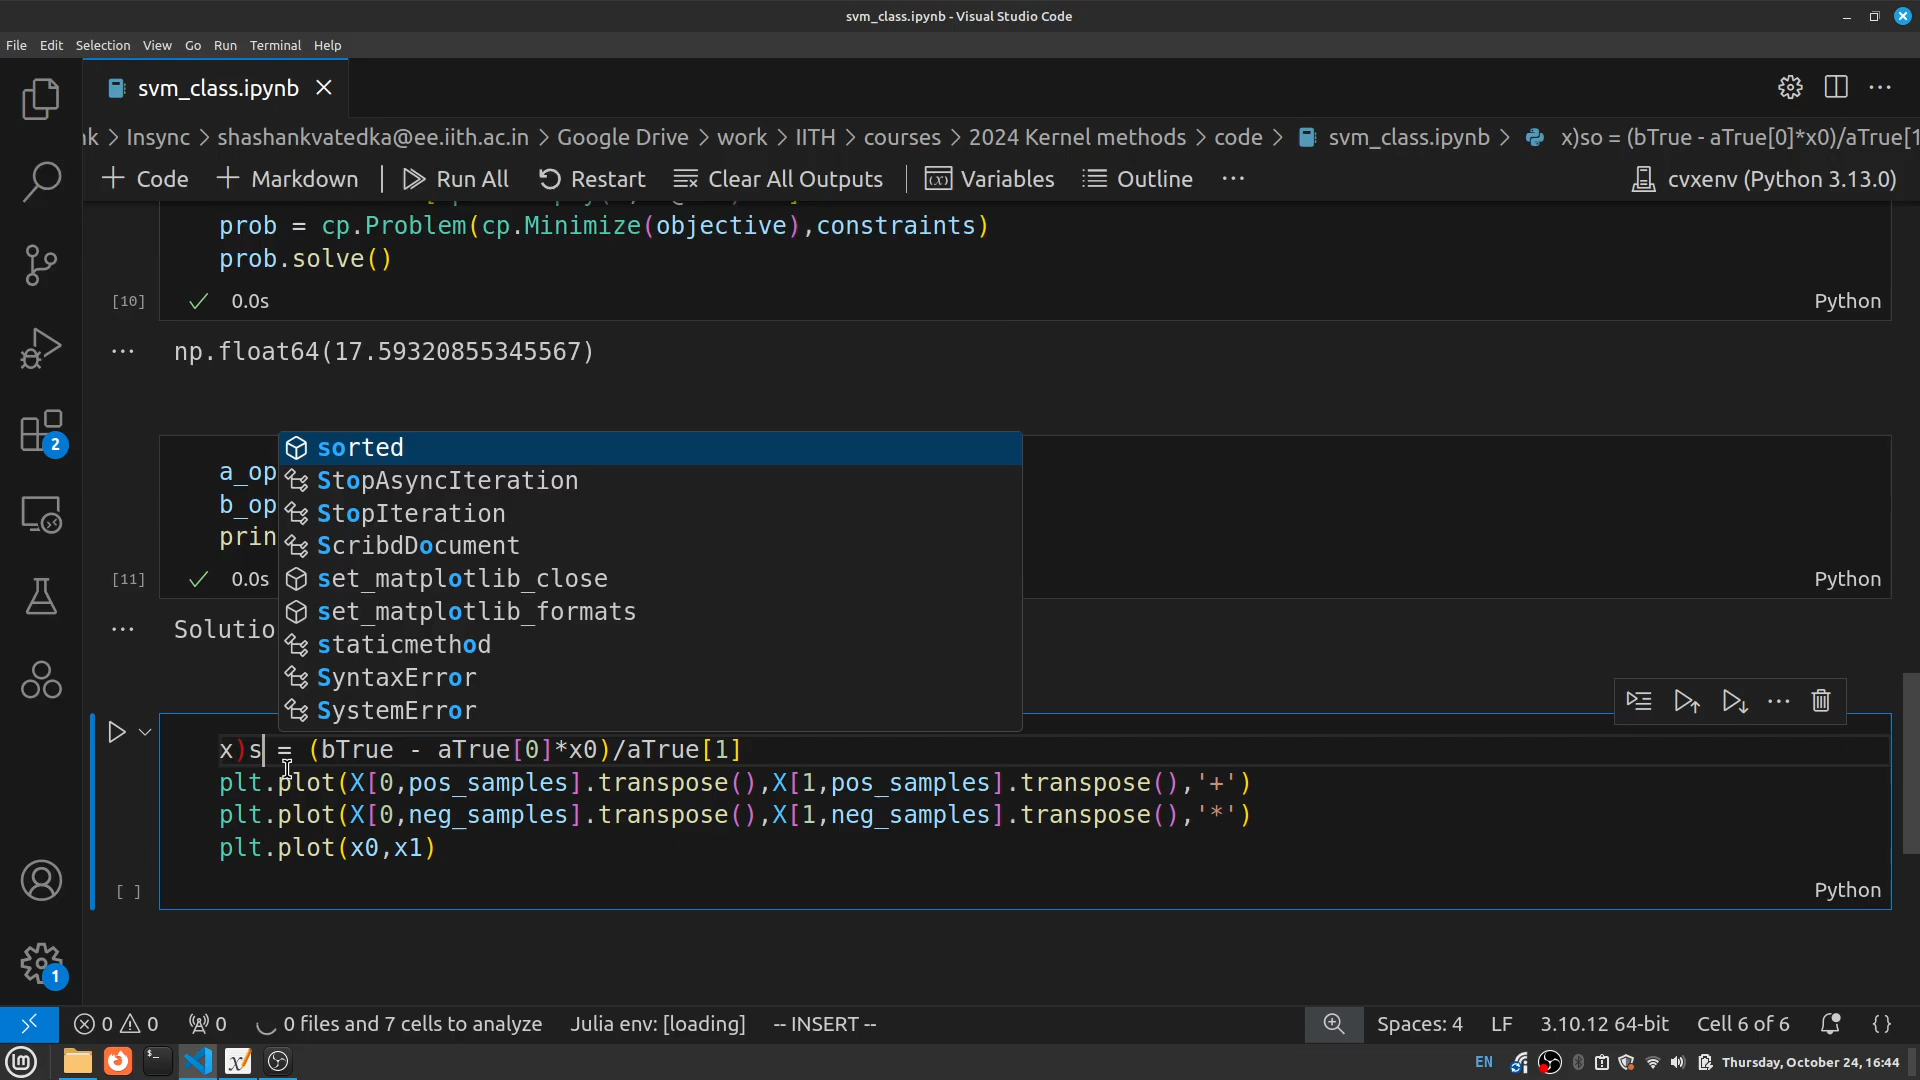 svm_class.ipynb - Visual Studio Code
File Edit Selection View Go Run Terminal Help
svm_class.ipynb
nk > Insync > shashankvatedka@ee.iith.ac.in > Google Drive > work > IITH > courses > 2024 Kernel methods > code > svm_class.ipynb > x)so = (bTrue - aTrue[0]*x0)/aTrue[1
+ Code + Markdown | Run All Restart Clear All Outputs | Variables Outline ... cvxenv (Python 3.13.0)
prob = cp.Problem(cp.Minimize(objective),constraints)
prob.solve()
[10] 0.0s Python
np.float64(17.59320855345567)
sorted
StopAsyncIteration
StopIteration
ScribdDocument
set_matplotlib_close
set_matplotlib_formats
staticmethod
SyntaxError
SystemError
a_op
b_op
prin
[11] 0.0s Python
Solutio
x)s = (bTrue - aTrue[0]*x0)/aTrue[1]
plt.plot(X[0,pos_samples].transpose(),X[1,pos_samples].transpose(),'+')
plt.plot(X[0,neg_samples].transpose(),X[1,neg_samples].transpose(),'*')
plt.plot(x0,x1)
[ ] Python
2
1
0 0 0 0 files and 7 cells to analyze Julia env: [loading] -- INSERT -- Spaces: 4 LF 3.10.12 64-bit Cell 6 of 6 {}
EN Thursday, October 24, 16:44